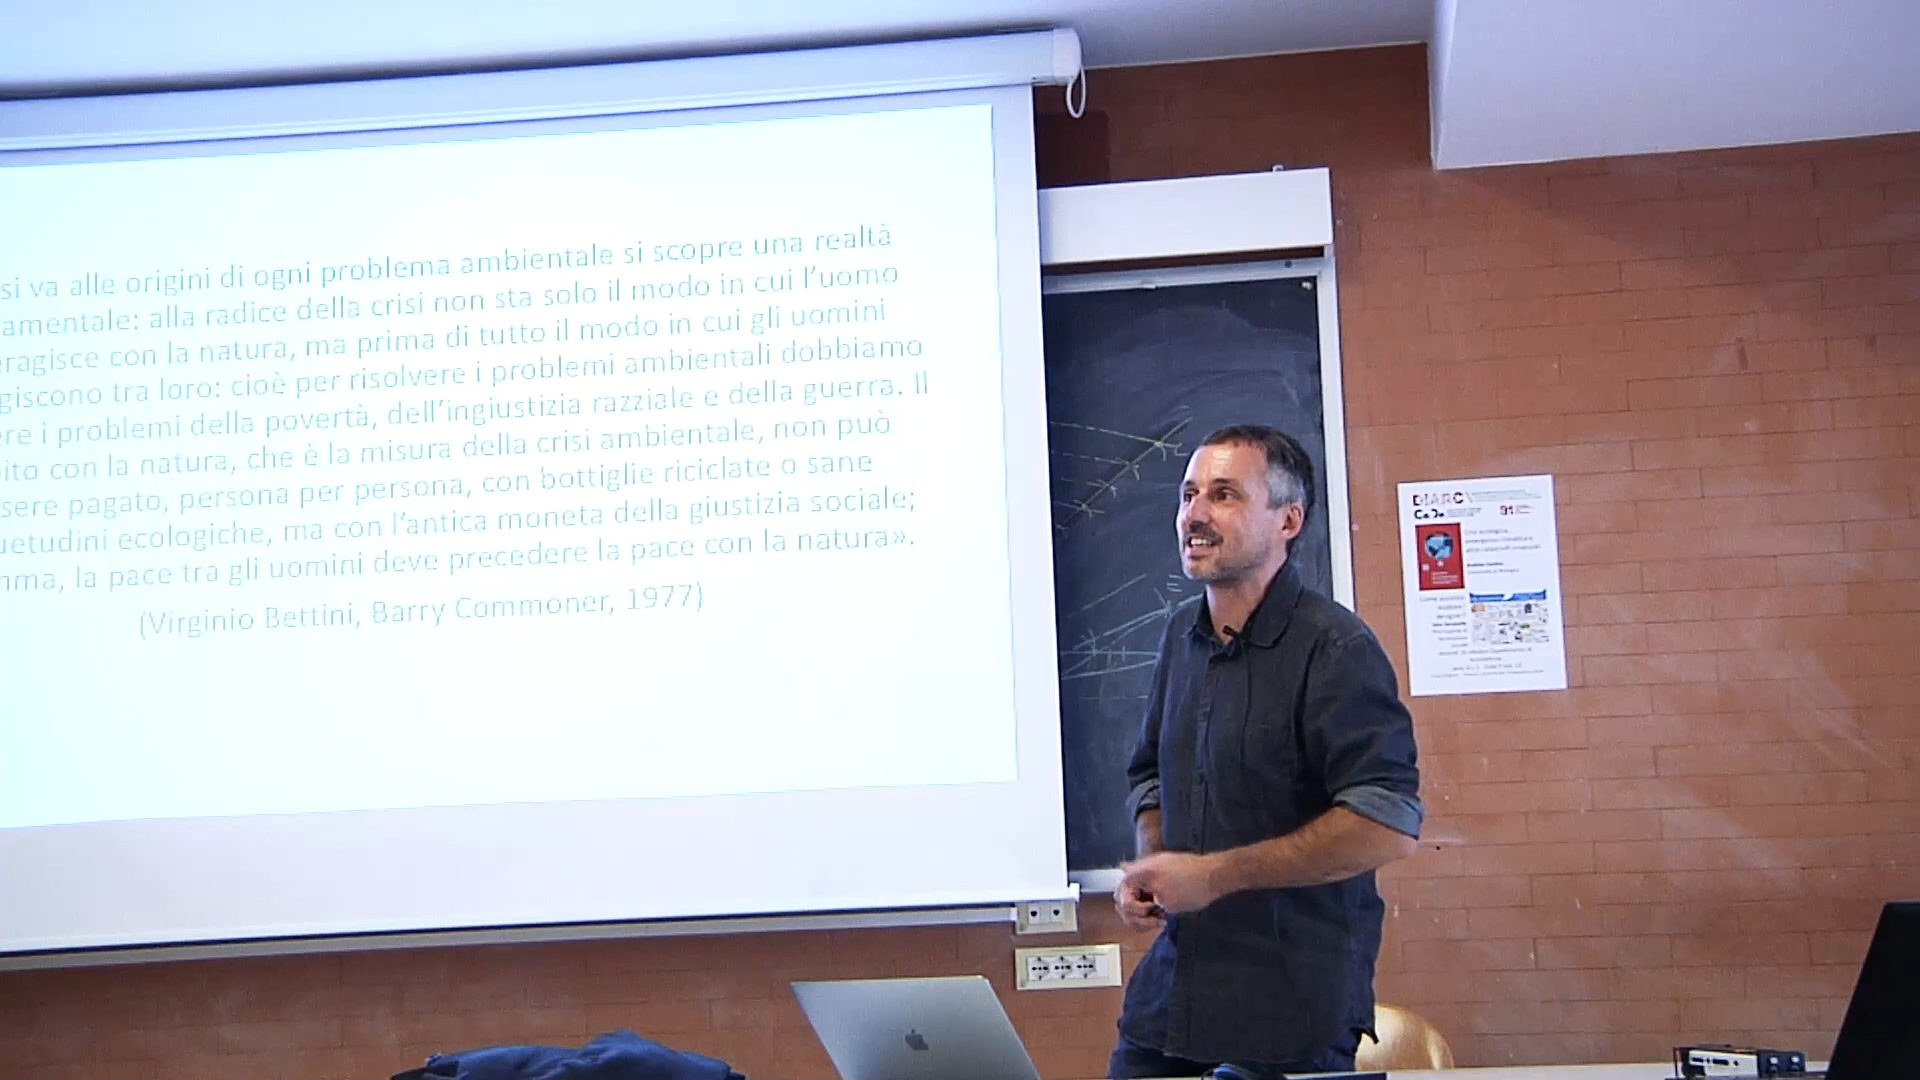 si va alle origini di ogni problema ambientale si scopre una realtà
amentale: alla radice della crisi non sta solo il modo in cui l'uomo
eragisce con la natura, ma prima di tutto il modo in cui gli uomini
giscono tra loro: cioè per risolvere i problemi ambientali dobbiamo
re i problemi della povertà, dell'ingiustizia razziale e della guerra. Il
ito con la natura, che è la misura della crisi ambientale, non può
sere pagato, persona per persona, con bottiglie riciclate o sane
uetudini ecologiche, ma con l'antica moneta della giustizia sociale;
mma, la pace tra gli uomini deve precedere la pace con la natura».
(Virginio Bettini, Barry Commoner, 1977)
DIARC